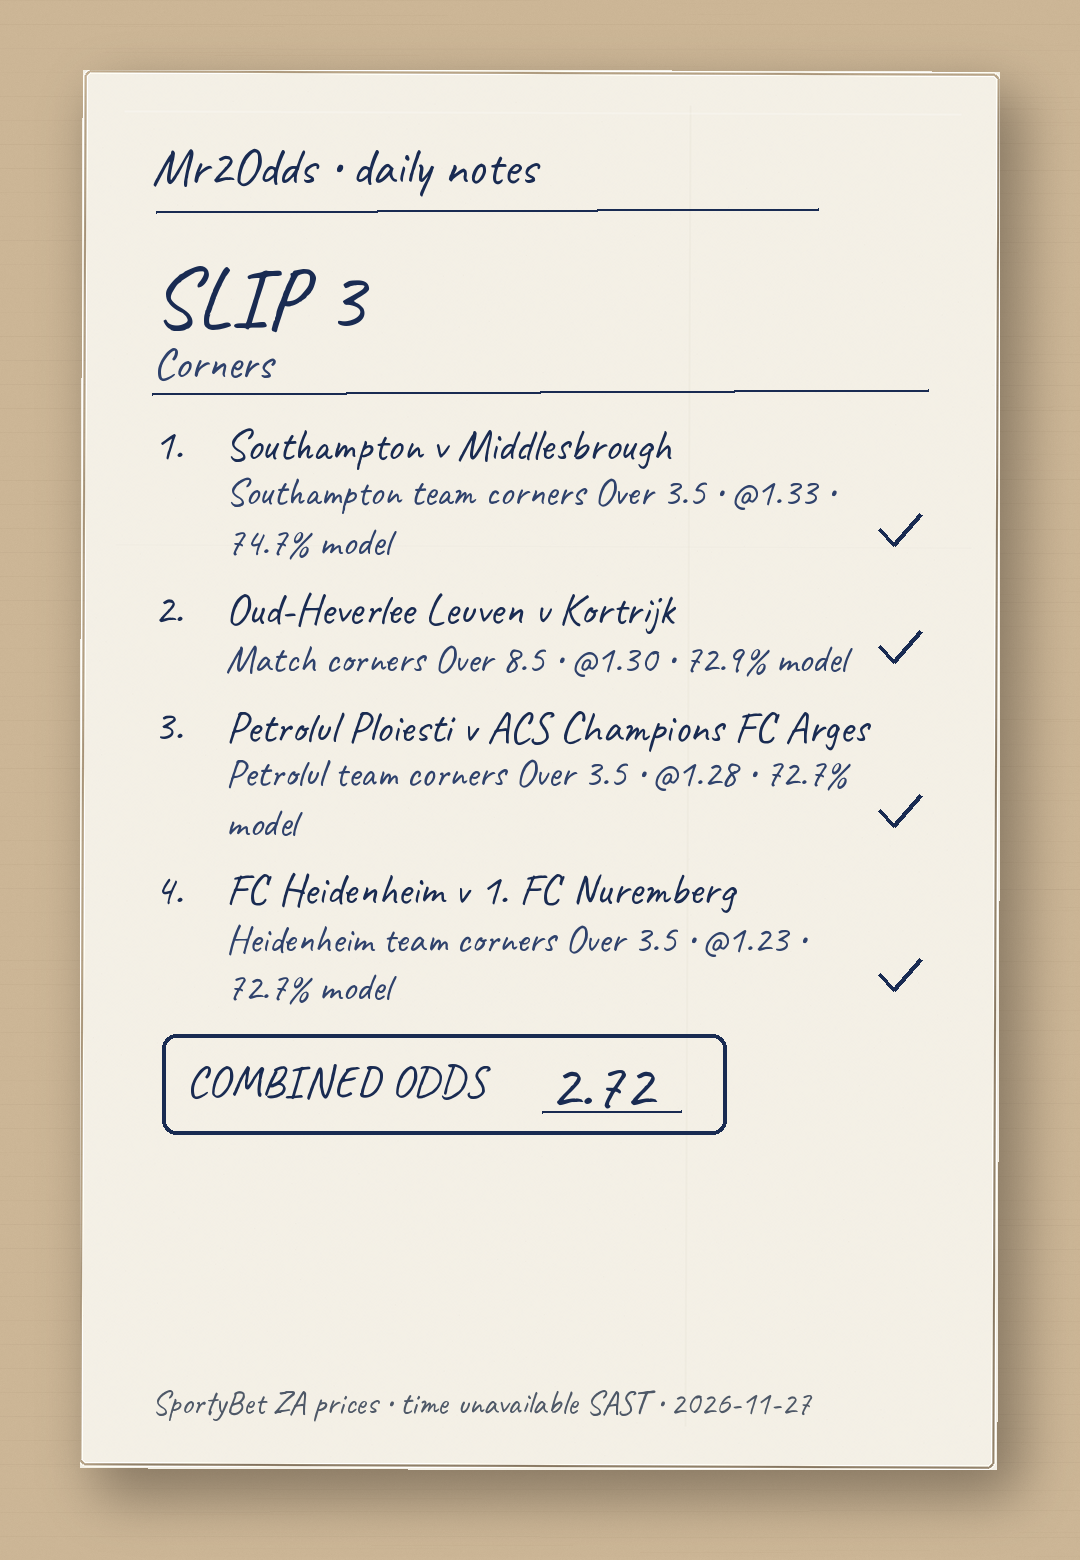 Mr2Odds · daily notes
SLIP 3
Corners
1. Southampton v Middlesbrough
Southampton team corners Over 3.5 · @1.33 ·
74.7% model
2. Oud-Heverlee Leuven v Kortrijk
Match corners Over 8.5 · @1.30 · 72.9% model
3. Petrolul Ploiesti v ACS Champions FC Arges
Petrolul team corners Over 3.5 · @1.28 · 72.7%
model
4. FC Heidenheim v 1. FC Nuremberg
Heidenheim team corners Over 3.5 · @1.23 ·
72.7% model
COMBINED ODDS 2.72
SportyBet ZA prices · time unavailable SAST · 2026-11-27